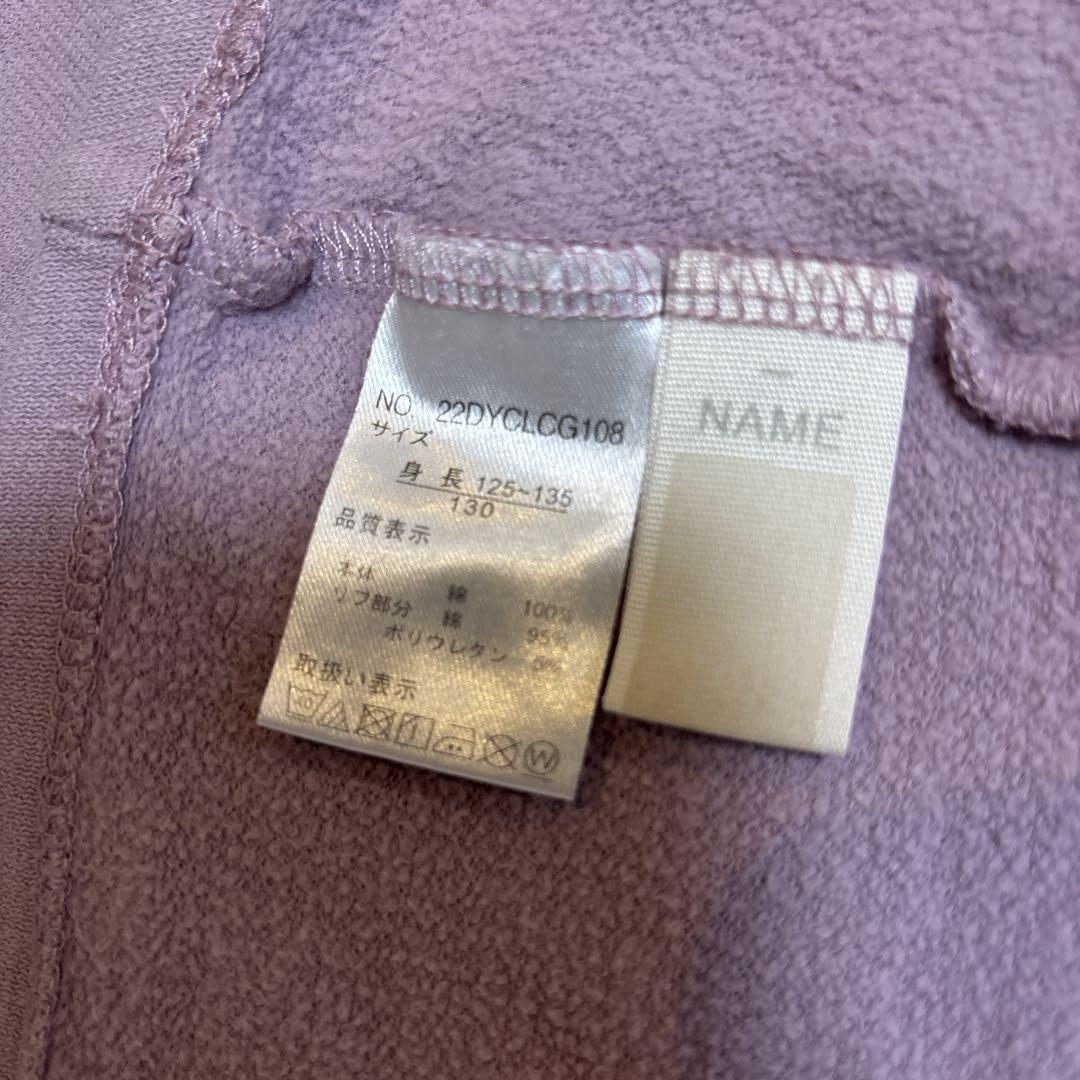 NO. 22DYCLCG108
サイズ
身長 125~135
130
品質表示
本体 綿 100%
リブ部分 綿 95%
ポリウレタン 5%
取扱い表示
40 W
NAME